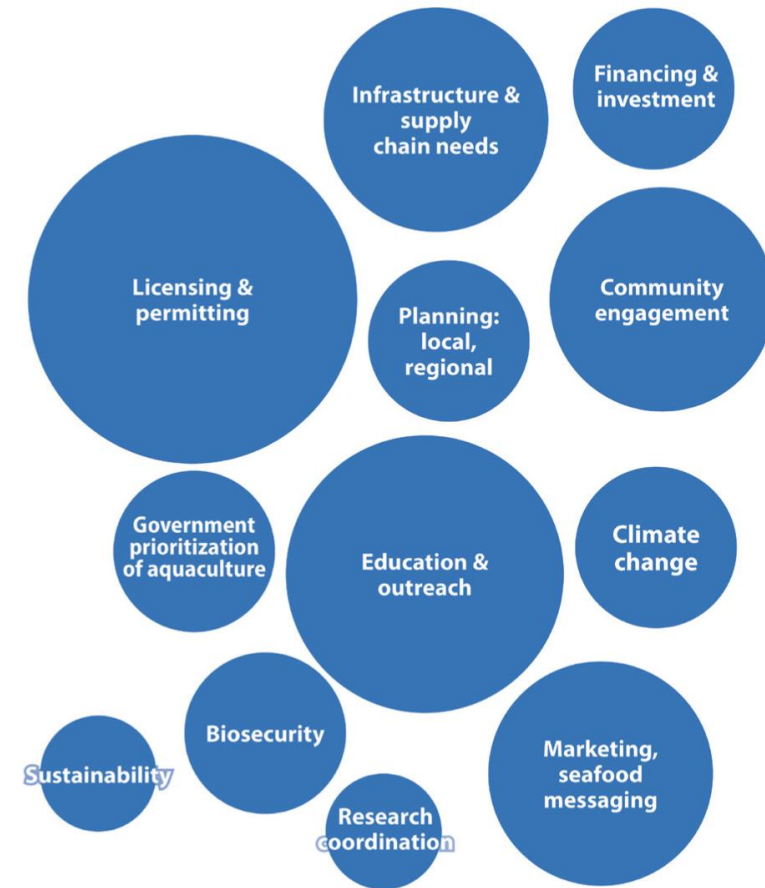 Infrastructure &
supply
chain needs
Financing &
investment
Licensing &
permitting
Planning:
local,
regional
Community
engagement
Government
prioritization
of aquaculture
Education &
outreach
Climate
change
Sustainability
Biosecurity
Research
coordination
Marketing,
seafood
messaging